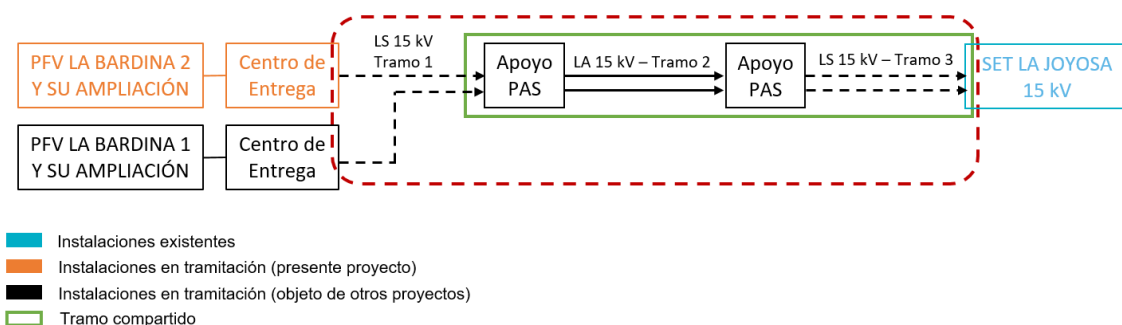 PFV LA BARDINA 2
Y SU AMPLIACIÓN
Centro de
Entrega
LS 15 kV
Tramo 1
Apoyo
PAS
LA 15 kV – Tramo 2
Apoyo
PAS
LS 15 kV – Tramo 3
SET LA JOYOSA
15 kV
PFV LA BARDINA 1
Y SU AMPLIACIÓN
Centro de
Entrega
Instalaciones existentes
Instalaciones en tramitación (presente proyecto)
Instalaciones en tramitación (objeto de otros proyectos)
Tramo compartido